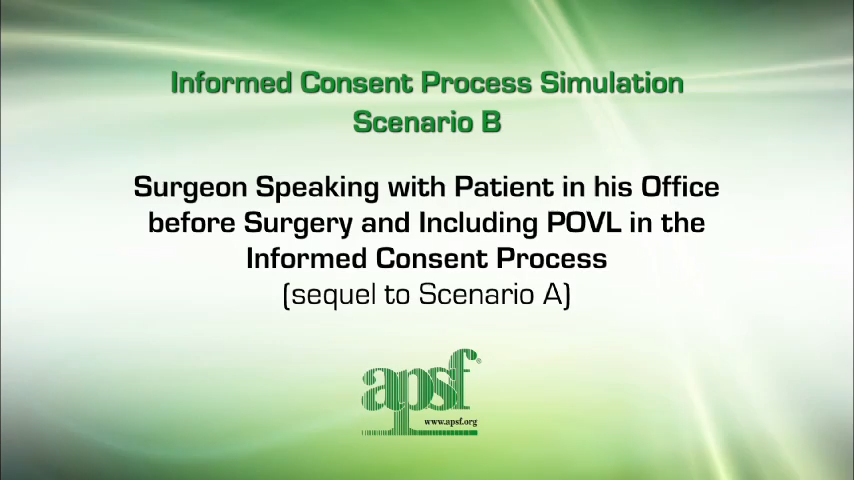 Informed Consent Process Simulation
Scenario B
Surgeon Speaking with Patient in his Office
before Surgery and Including POVL in the
Informed Consent Process
(sequel to Scenario A)
apsf®
www.apsf.org